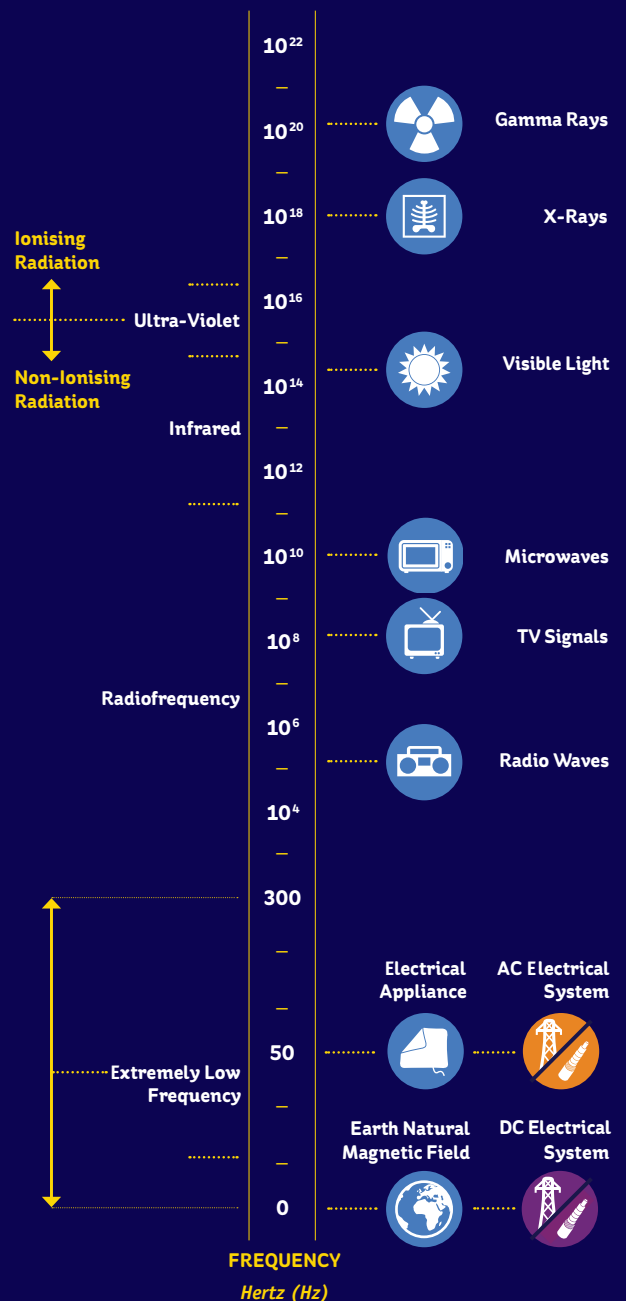 10²²
Gamma Rays
10²⁰
10¹⁸
X-Rays
Ionising
Radiation
10¹⁶
Ultra-Violet
Visible Light
Non-Ionising
Radiation
10¹⁴
Infrared
10¹²
10¹⁰
Microwaves
TV Signals
10⁸
Radiofrequency
10⁶
Radio Waves
10⁴
300
Electrical
Appliance
AC Electrical
System
50
Extremely Low
Frequency
Earth Natural
Magnetic Field
DC Electrical
System
0
FREQUENCY
Hertz (Hz)